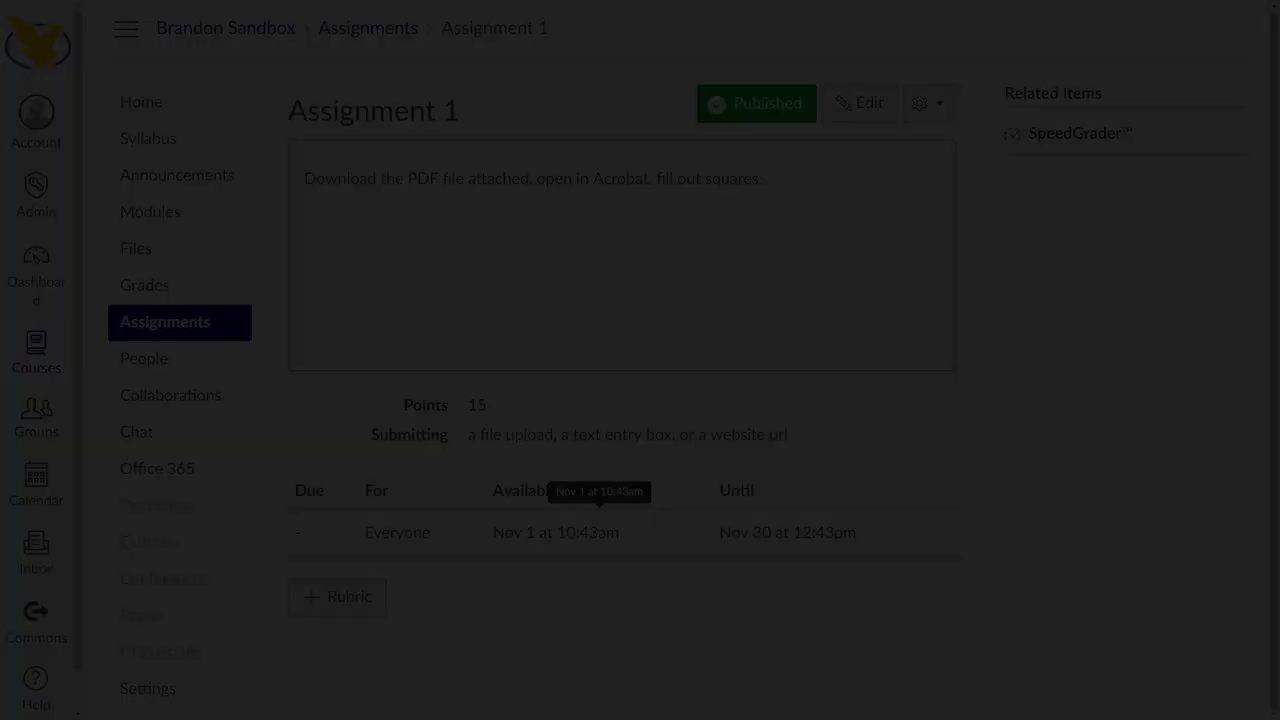 Brandon Sandbox › Assignments › Assignment 1
Account
Admin
Dashboar
d
Courses
Groups
Calendar
Inbox
Commons
Help
Home
Syllabus
Announcements
Modules
Files
Grades
Assignments
People
Collaborations
Chat
Office 365
Settings
Assignment 1
Published
Edit
Download the PDF file attached, open in Acrobat, fill out squares.
Points 15
Submitting a file upload, a text entry box, or a website url
Due For Availab Until
Nov 1 at 10:43am
- Everyone Nov 1 at 10:43am Nov 30 at 12:43pm
+ Rubric
Related Items
SpeedGrader™